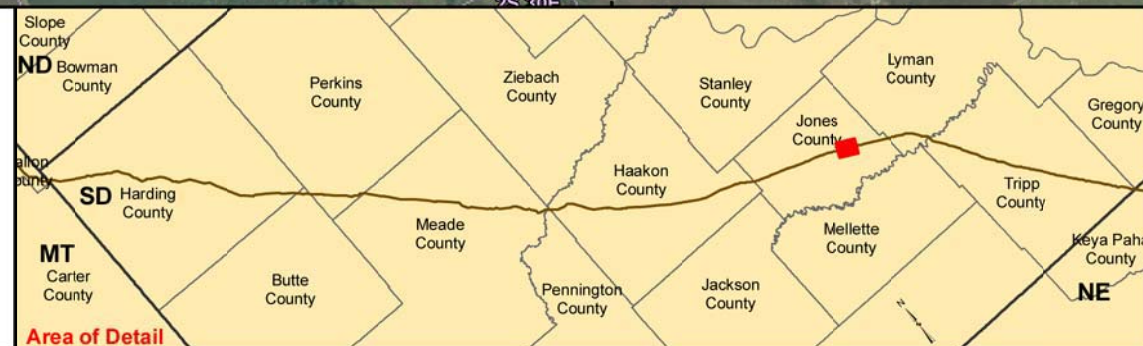 Slope
County
ND
Bowman
County
Perkins
County
Ziebach
County
Stanley
County
Lyman
County
Gregory
County
Jones
County
Haakon
County
SD
Harding
County
Meade
County
Tripp
County
Mellette
County
Keya Paha
County
MT
Carter
County
Butte
County
Pennington
County
Jackson
County
NE
N
Area of Detail